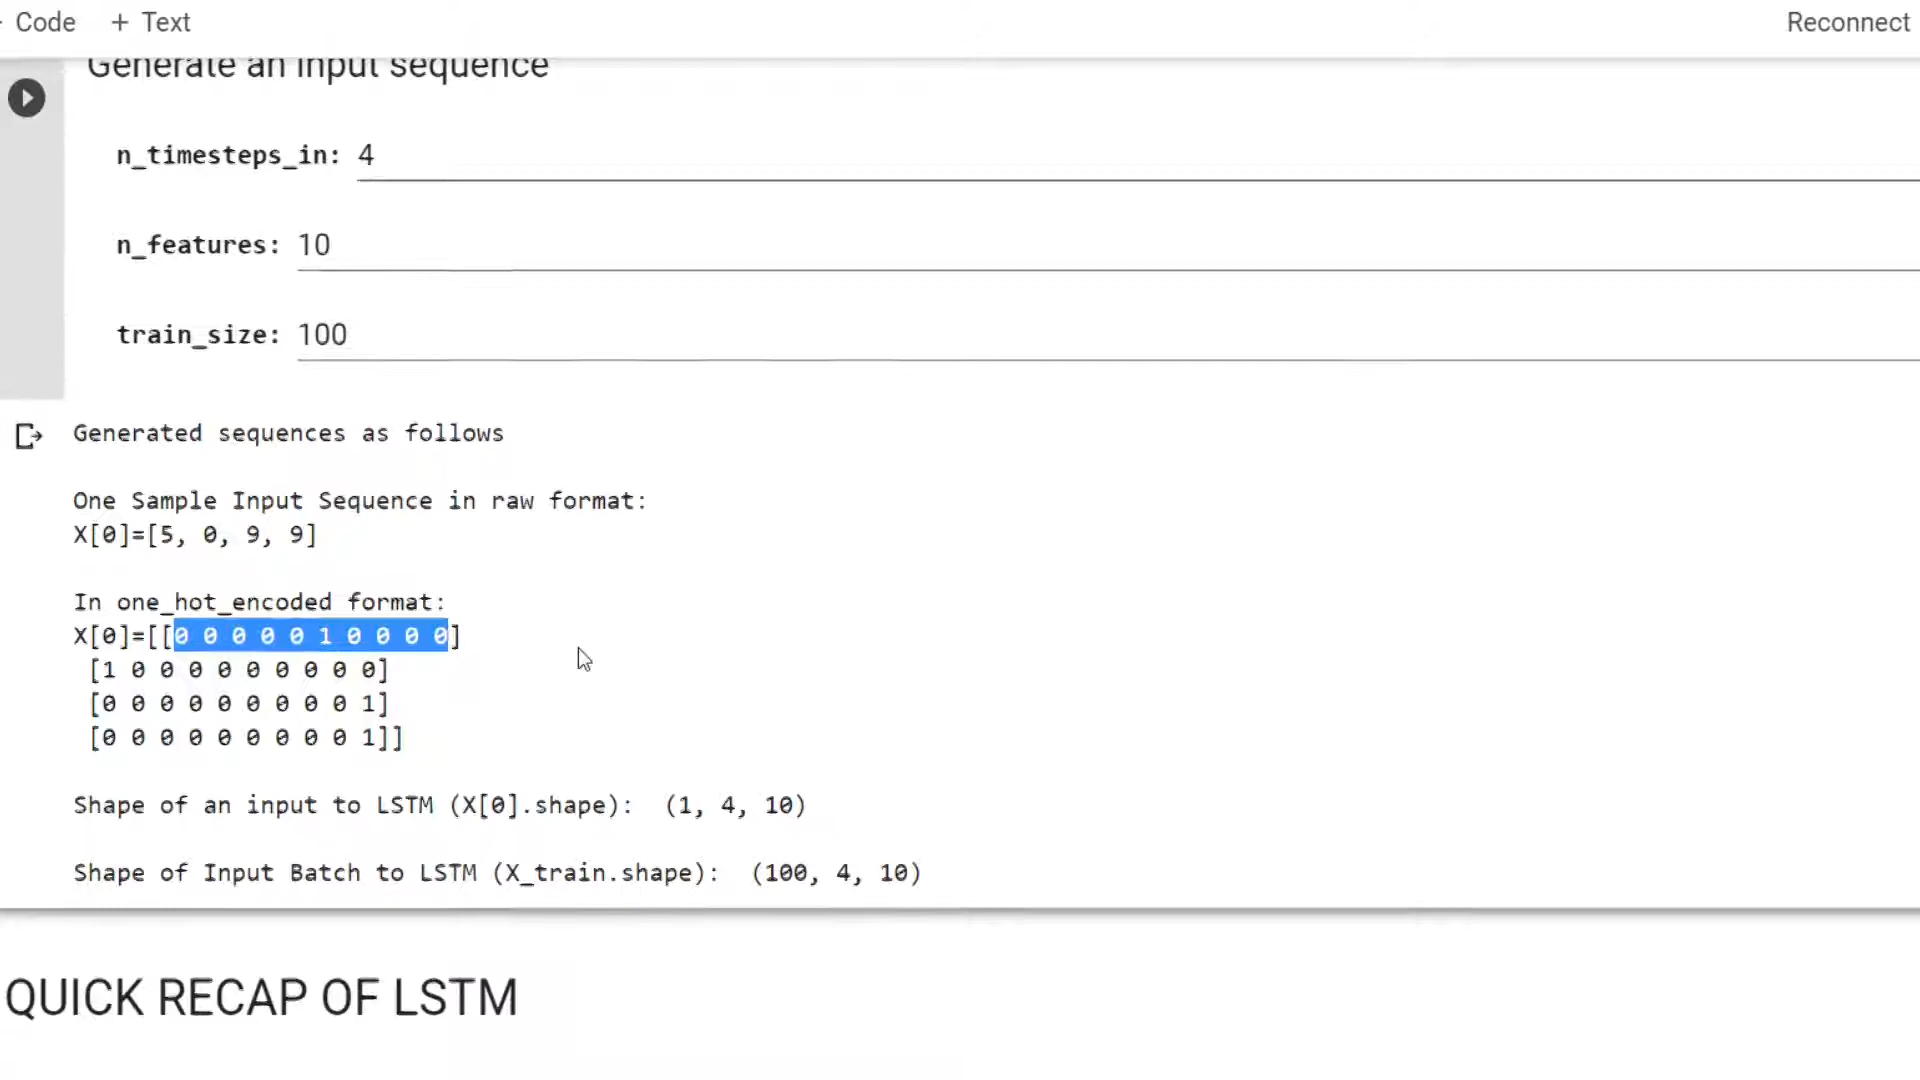 Code + Text Reconnect
Generate an input sequence
n_timesteps_in: 4
n_features: 10
train_size: 100
Generated sequences as follows
One Sample Input Sequence in raw format:
X[0]=[5, 0, 9, 9]
In one_hot_encoded format:
X[0]=[[0 0 0 0 0 1 0 0 0 0]
[1 0 0 0 0 0 0 0 0 0]
[0 0 0 0 0 0 0 0 0 1]
[0 0 0 0 0 0 0 0 0 1]]
Shape of an input to LSTM (X[0].shape): (1, 4, 10)
Shape of Input Batch to LSTM (X_train.shape): (100, 4, 10)
QUICK RECAP OF LSTM